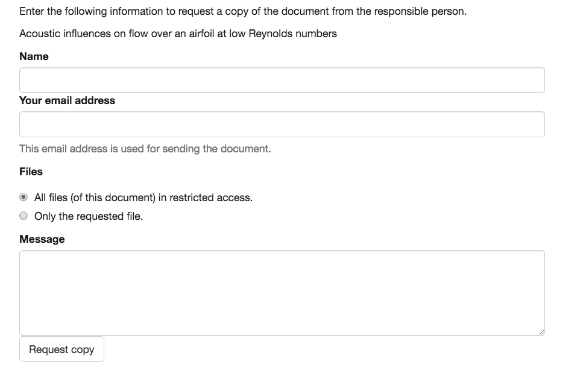 Enter the following information to request a copy of the document from the responsible person.
Acoustic influences on flow over an airfoil at low Reynolds numbers
Name
Your email address
This email address is used for sending the document.
Files
All files (of this document) in restricted access.
Only the requested file.
Message
Request copy